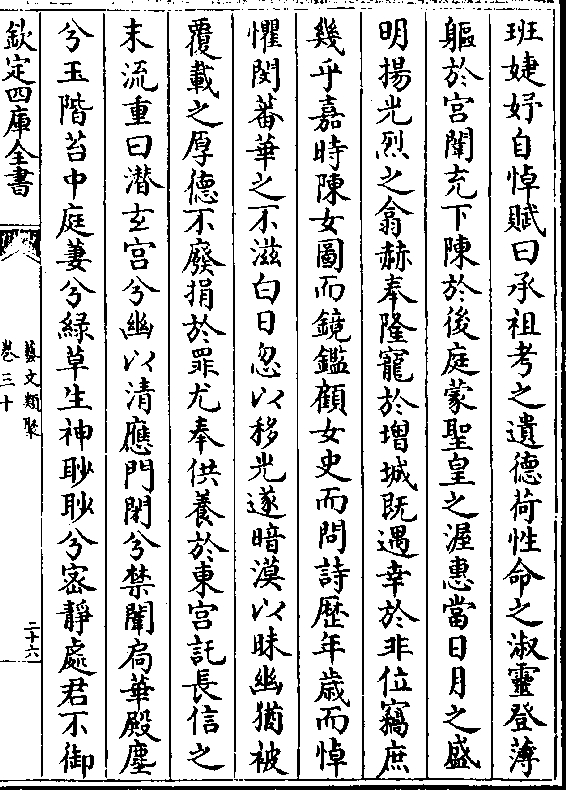 班婕妤自悼賦曰承祖考之遺德荷性命之淑靈登薄
軀於宮闈充下陳於後庭蒙聖皇之渥惠當日月之盛
明揚光烈之翕赫奉隆寵於增城既過幸於非位竊庶
幾乎嘉時陳女圖而鏡鑑顧女史而問詩歴年歲而悼
懼閔蕃華之不滋白日忽以移光遂暗漠以昧幽猶被
覆載之厚德不廢捐於罪尤奉供養於東宮託長信之
末流重曰潛玄宮兮幽以清應門閉兮禁闈扃華殿塵
兮玉階苔中庭萋兮緑草生神眇眇兮密靜處君不御
欽定四庫全書
藝文類聚
卷三十
二十六